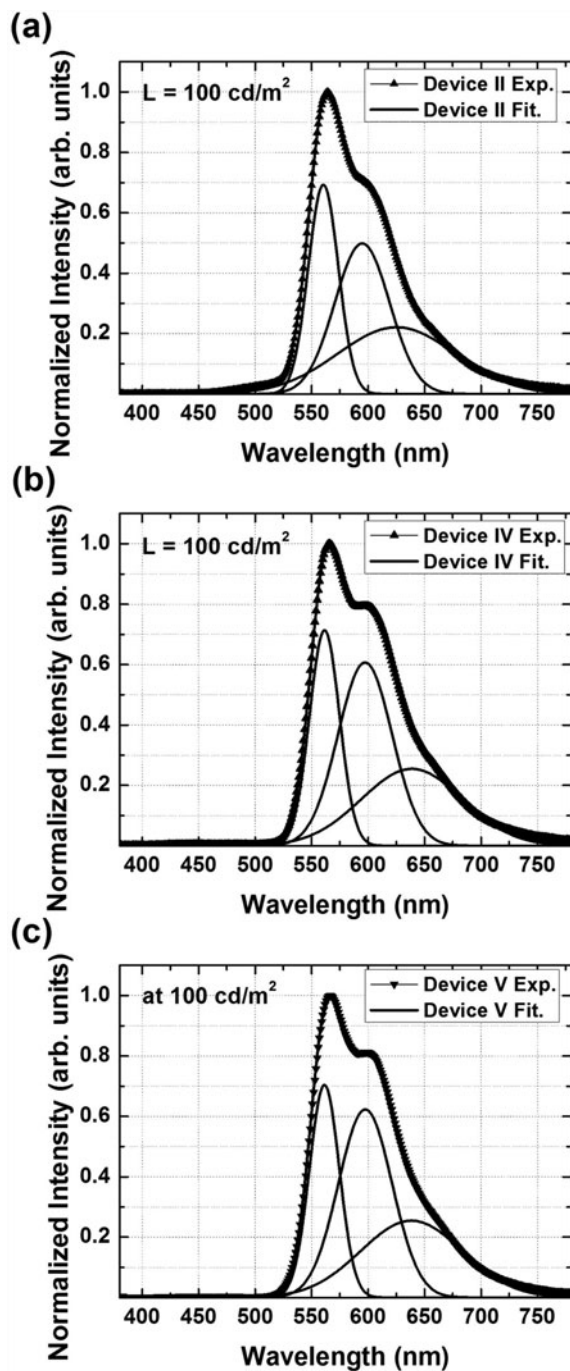 (a)
L = 100 cd/m²
Device II Exp.
Device II Fit.
Normalized Intensity (arb. units)
1.0
0.8
0.6
0.4
0.2
400 450 500 550 600 650 700 750
Wavelength (nm)
(b)
L = 100 cd/m²
Device IV Exp.
Device IV Fit.
Normalized Intensity (arb. units)
1.0
0.8
0.6
0.4
0.2
400 450 500 550 600 650 700 750
Wavelength (nm)
(c)
at 100 cd/m²
Device V Exp.
Device V Fit.
Normalized Intensity (arb. units)
1.0
0.8
0.6
0.4
0.2
400 450 500 550 600 650 700 750
Wavelength (nm)